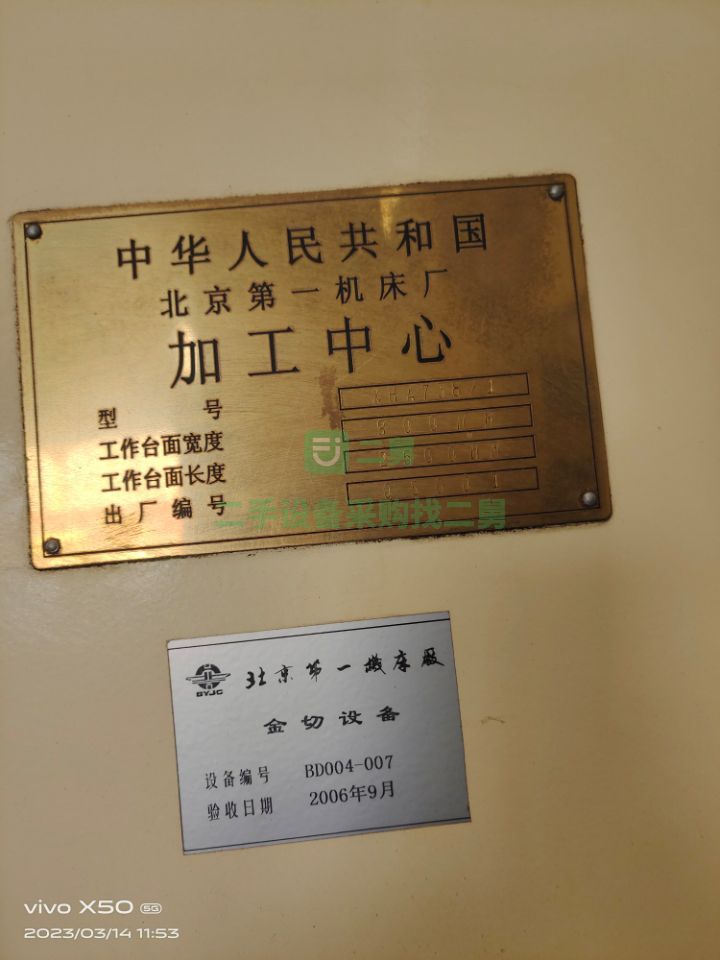 中华人民共和国
北京第一机床厂
加工中心
型号
工作台面宽度
工作台面长度
出厂编号
二舅
二手设备采购找二舅
BYJC
北京第一机床厂
金切设备
设备编号 BD004-007
验收日期 2006年9月
vivo X50 5G
2023/03/14 11:53